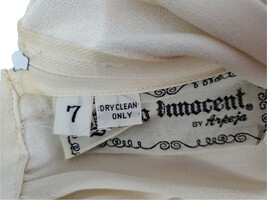 7
DRY CLEAN
ONLY
Innocent
BY Arpeja